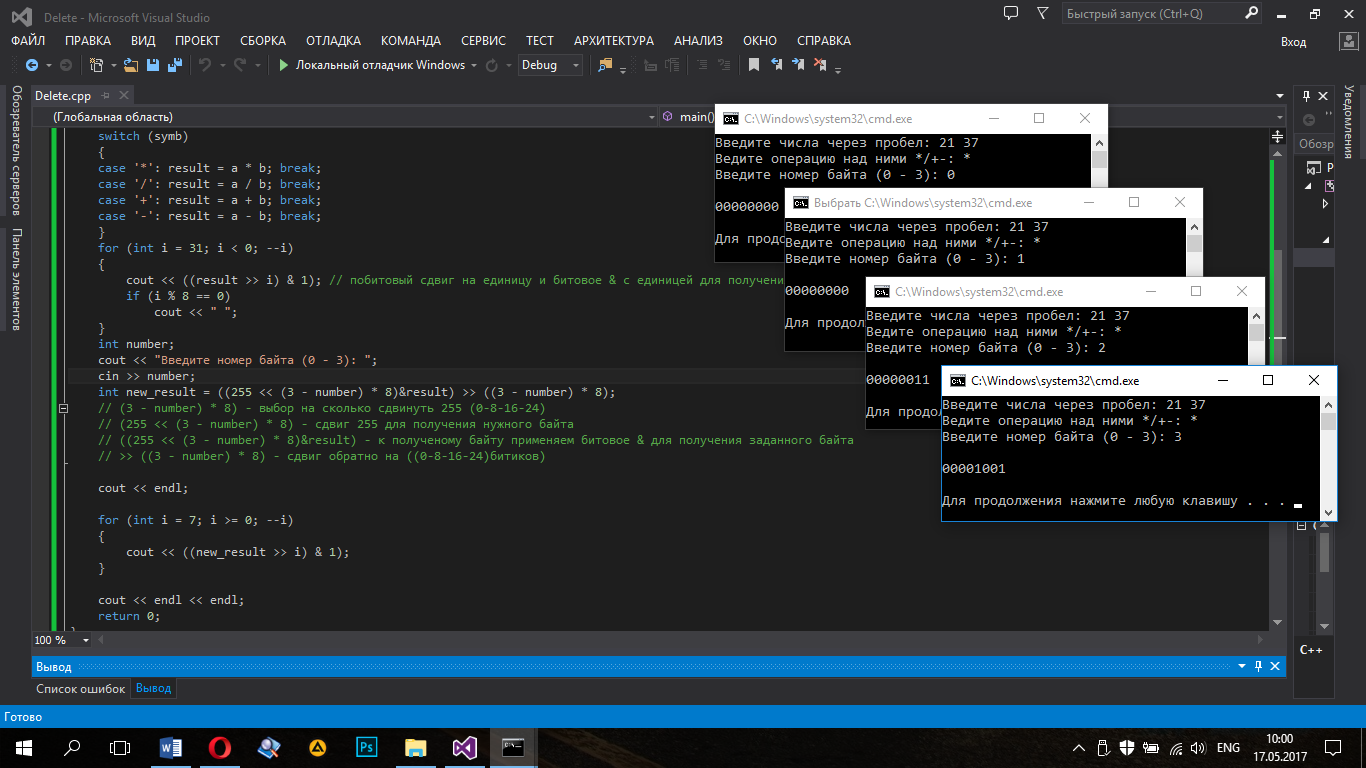 Delete - Microsoft Visual Studio
Быстрый запуск (Ctrl+Q)
ФАЙЛ ПРАВКА ВИД ПРОЕКТ СБОРКА ОТЛАДКА КОМАНДА СЕРВИС ТЕСТ АРХИТЕКТУРА АНАЛИЗ ОКНО СПРАВКА
Вход
Локальный отладчик Windows
Debug
Обозреватель серверов
Панель элементов
Delete.cpp
(Глобальная область)
main()
switch (symb)
{
case '*': result = a * b; break;
case '/': result = a / b; break;
case '+': result = a + b; break;
case '-': result = a - b; break;
}
for (int i = 31; i < 0; --i)
{
cout << ((result >> i) & 1); // побитовый сдвиг на единицу и битовое & с единицей для получени
if (i % 8 == 0)
cout << " ";
}
int number;
cout << "Введите номер байта (0 - 3): ";
cin >> number;
int new_result = ((255 << (3 - number) * 8)&result) >> ((3 - number) * 8);
// (3 - number) * 8) - выбор на сколько сдвинуть 255 (0-8-16-24)
// (255 << (3 - number) * 8) - сдвиг 255 для получения нужного байта
// ((255 << (3 - number) * 8)&result) - к полученому байту применяем битовое & для получения заданного байта
// >> ((3 - number) * 8) - сдвиг обратно на ((0-8-16-24)битиков)
cout << endl;
for (int i = 7; i >= 0; --i)
{
cout << ((new_result >> i) & 1);
}
cout << endl << endl;
return 0;
}
100 %
C:\Windows\system32\cmd.exe
Введите числа через пробел: 21 37
Ведите операцию над ними */+-: *
Введите номер байта (0 - 3): 0
00000000
Для продо
Выбрать C:\Windows\system32\cmd.exe
Введите числа через пробел: 21 37
Ведите операцию над ними */+-: *
Введите номер байта (0 - 3): 1
00000000
Для продол
C:\Windows\system32\cmd.exe
Введите числа через пробел: 21 37
Ведите операцию над ними */+-: *
Введите номер байта (0 - 3): 2
00000011
Для продо
C:\Windows\system32\cmd.exe
Введите числа через пробел: 21 37
Ведите операцию над ними */+-: *
Введите номер байта (0 - 3): 3
00001001
Для продолжения нажмите любую клавишу . . .
Обозр
Уведомления
C++
Вывод
Список ошибок
Вывод
Готово
Ps
ENG
10:00
17.05.2017